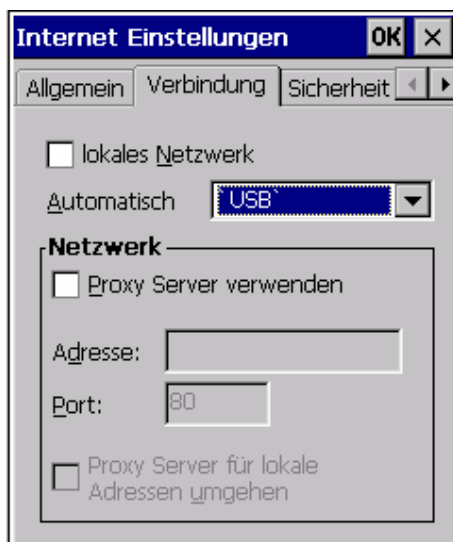 Internet Einstellungen OK ×
Allgemein Verbindung Sicherheit
lokales Netzwerk
Automatisch `USB`
Netzwerk
Proxy Server verwenden
Adresse:
Port: 80
Proxy Server für lokale
Adressen umgehen